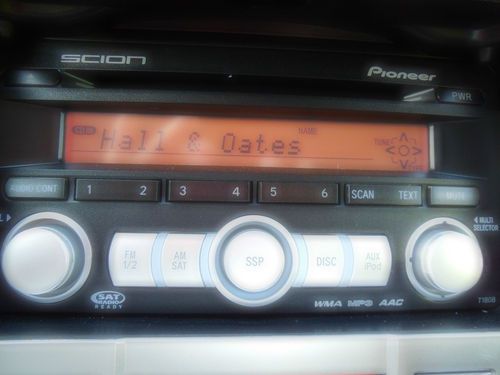 SCION
Pioneer
PWR
Hall & Oates
NAME
TUNE
AUDIO CONT
1 2
3 4
5 6
SCAN TEXT
MUTE
MULTI SELECTOR
FM 1/2
AM SAT
SSP
DISC
AUX iPod
SAT RADIO READY
WMA MP3 AAC
T1808